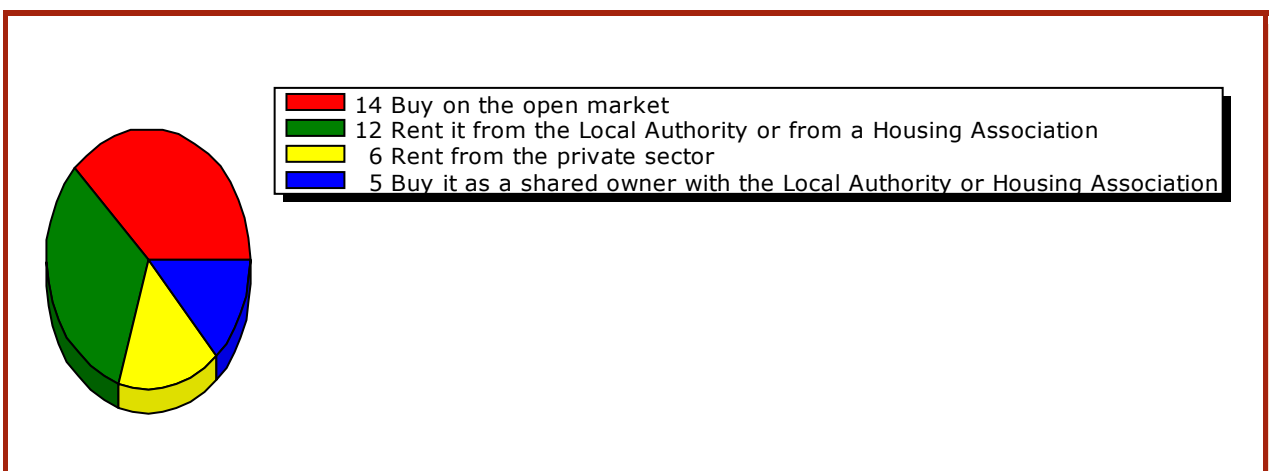 14 Buy on the open market
12 Rent it from the Local Authority or from a Housing Association
6 Rent from the private sector
5 Buy it as a shared owner with the Local Authority or Housing Association